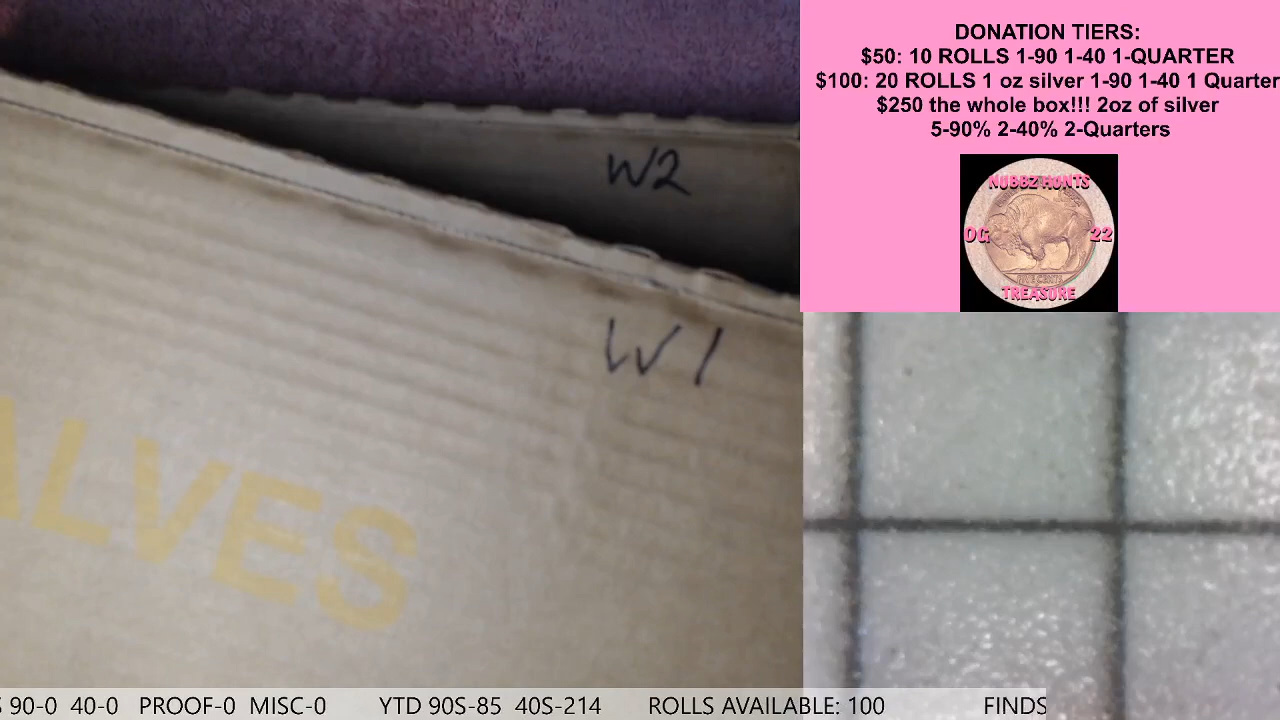 DONATION TIERS:
$50: 10 ROLLS 1-90 1-40 1-QUARTER
$100: 20 ROLLS 1 oz silver 1-90 1-40 1 Quarter
$250 the whole box!!! 2oz of silver
5-90% 2-40% 2-Quarters
NUBBZ HUNTS
OG 22
FIVE CENTS
TREASURE
W2
W1
ALVES
90-0 40-0 PROOF-0 MISC-0 YTD 90S-85 40S-214 ROLLS AVAILABLE: 100 FINDS